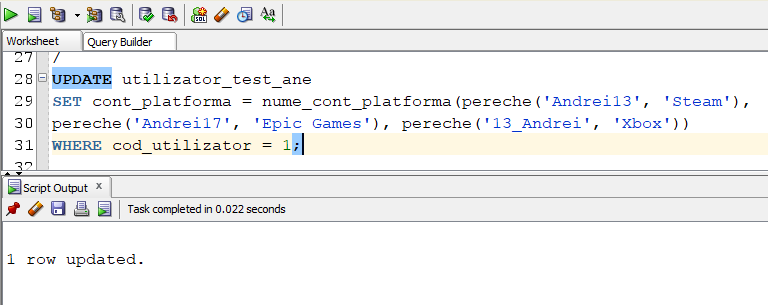 SQL
Aa
Worksheet
Query Builder
27 /
28 UPDATE utilizator_test_ane
29 SET cont_platforma = nume_cont_platforma(pereche('Andrei13', 'Steam'),
30 pereche('Andrei17', 'Epic Games'), pereche('13_Andrei', 'Xbox'))
31 WHERE cod_utilizator = 1;
32
Script Output x
Task completed in 0.022 seconds
1 row updated.